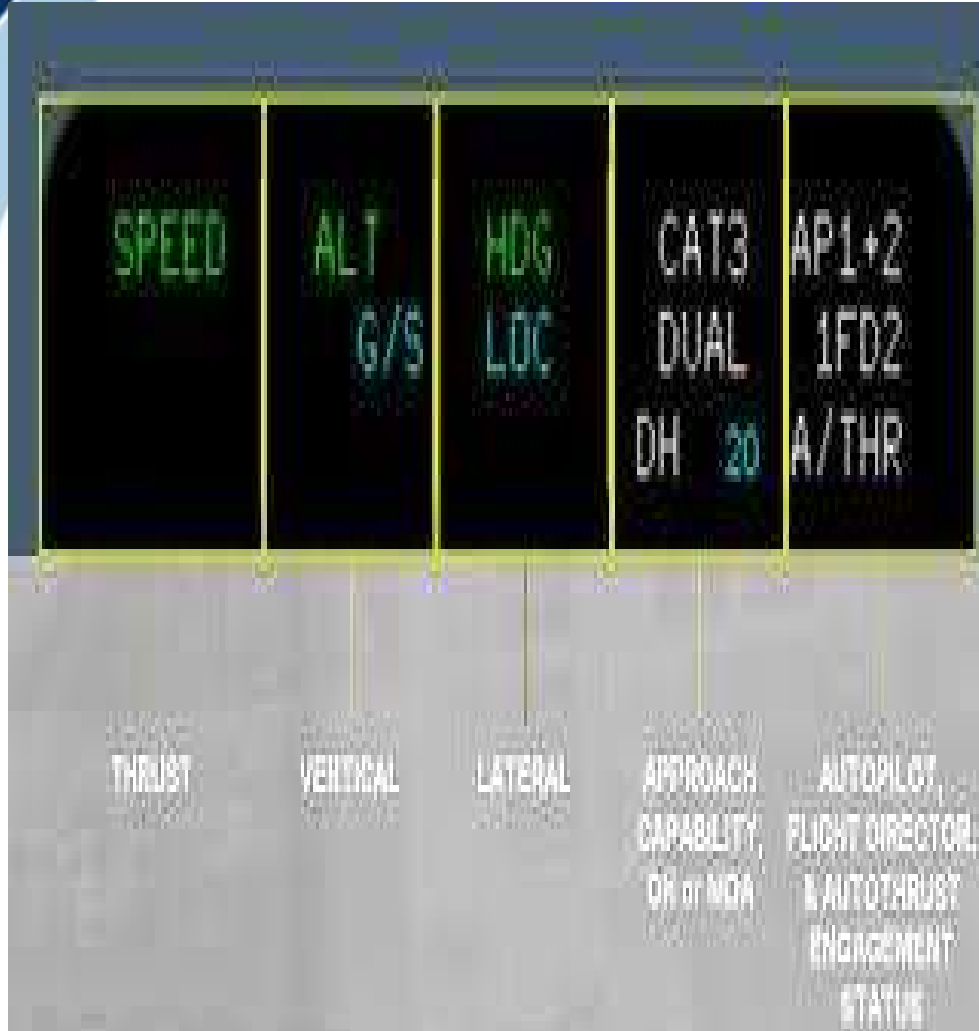 SPEED
ALT
G/S
HDG
LOC
CAT3
DUAL
DH 20
AP1+2
1FD2
A/THR
THRUST
VERTICAL
LATERAL
APPROACH
CAPABILITY,
DH or MDA
AUTOPILOT,
FLIGHT DIRECTOR,
& AUTOTHRUST
ENGAGEMENT
STATUS